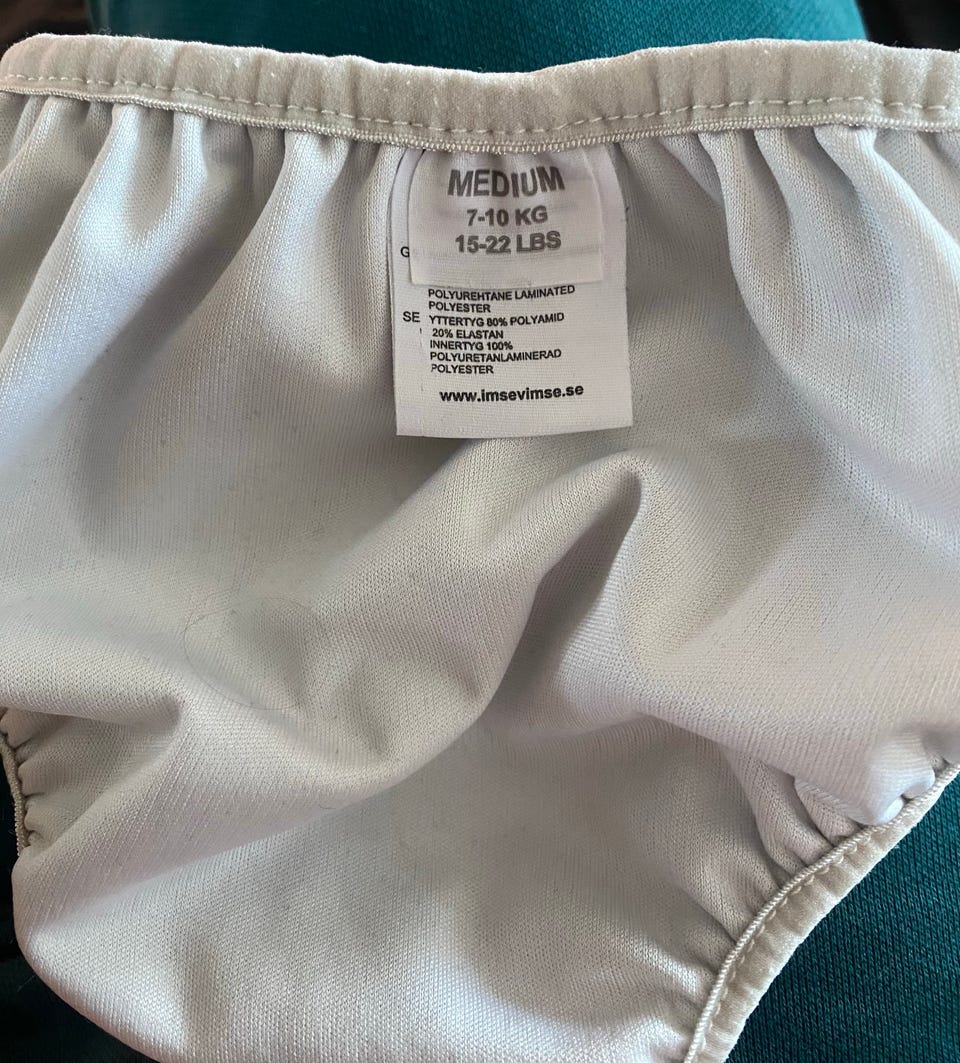 MEDIUM
7-10 KG
15-22 LBS
G
POLYUREHTANE LAMINATED
POLYESTER
SE YTTERTYG 80% POLYAMID
20% ELASTAN
INNERTYG 100%
POLYURETANLAMINERAD
POLYESTER
www.imsevimse.se